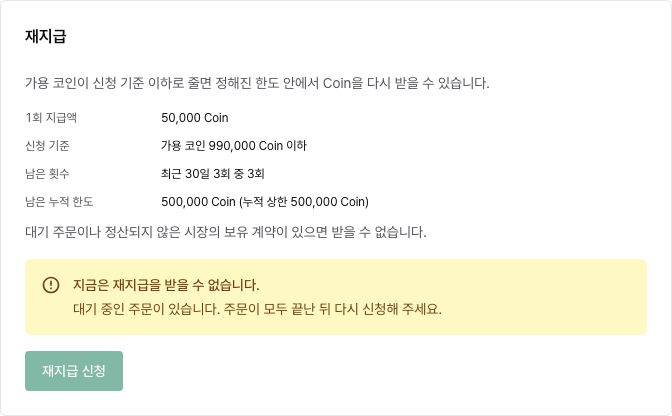 재지급
가용 코인이 신청 기준 이하로 줄면 정해진 한도 안에서 Coin을 다시 받을 수 있습니다.
1회 지급액 50,000 Coin
신청 기준 가용 코인 990,000 Coin 이하
남은 횟수 최근 30일 3회 중 3회
남은 누적 한도 500,000 Coin (누적 상한 500,000 Coin)
대기 주문이나 정산되지 않은 시장의 보유 계약이 있으면 받을 수 없습니다.
지금은 재지급을 받을 수 없습니다.
대기 중인 주문이 있습니다. 주문이 모두 끝난 뒤 다시 신청해 주세요.
재지급 신청